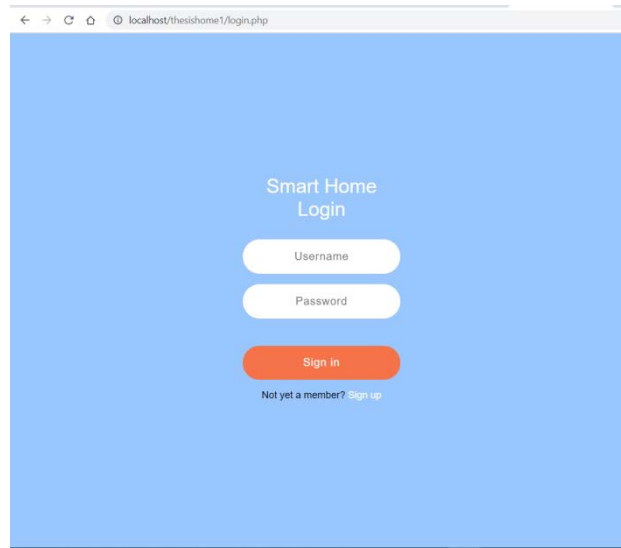 localhost/thesishome1/login.php
Smart Home
Login
Username
Password
Sign in
Not yet a member? Sign up